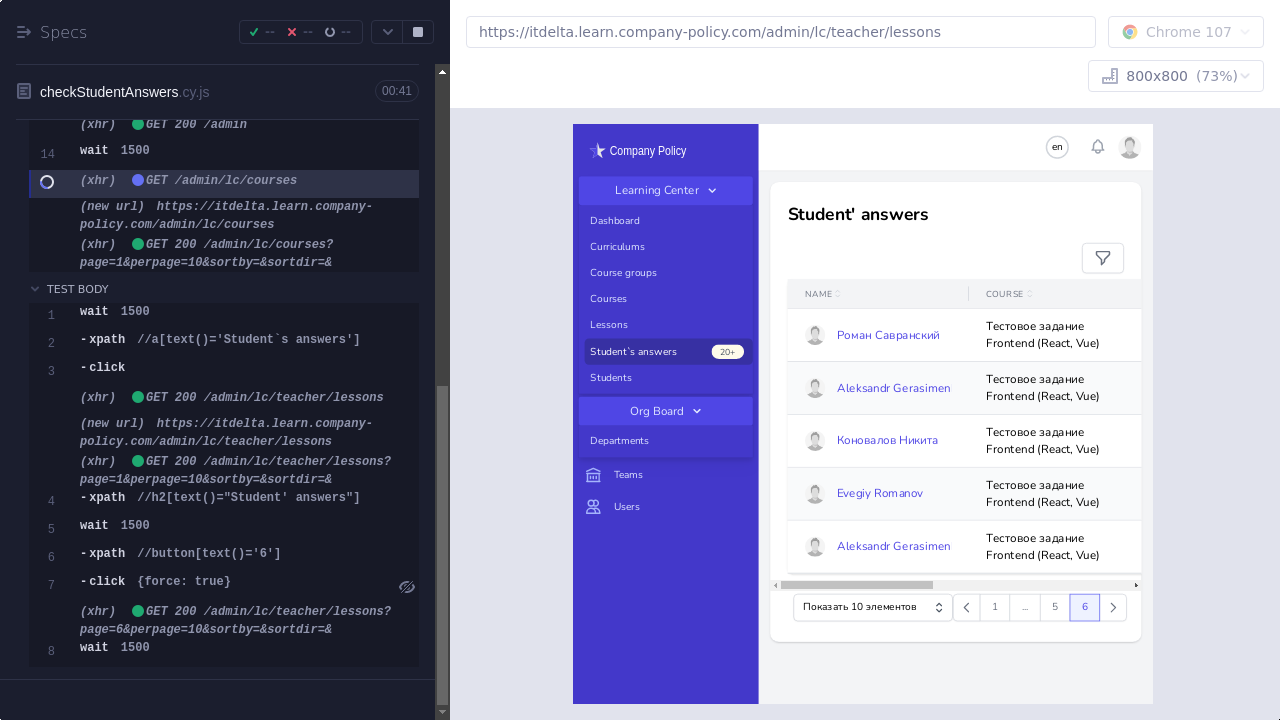 Specs
--
--
--
checkStudentAnswers.cy.js
00:41
(xhr) GET 200 /admin
14 wait 1500
(xhr) GET /admin/lc/courses
(new url) https://itdelta.learn.company-
policy.com/admin/lc/courses
(xhr) GET 200 /admin/lc/courses?
page=1&perpage=10&sortby=&sortdir=&
TEST BODY
1 wait 1500
2 -xpath //a[text()='Student`s answers']
3 -click
(xhr) GET 200 /admin/lc/teacher/lessons
(new url) https://itdelta.learn.company-
policy.com/admin/lc/teacher/lessons
(xhr) GET 200 /admin/lc/teacher/lessons?
page=1&perpage=10&sortby=&sortdir=&
4 -xpath //h2[text()="Student' answers"]
5 wait 1500
6 -xpath //button[text()='6']
7 -click {force: true}
(xhr) GET 200 /admin/lc/teacher/lessons?
page=6&perpage=10&sortby=&sortdir=&
8 wait 1500
https://itdelta.learn.company-policy.com/admin/lc/teacher/lessons
Chrome 107
800x800 (73%)
Company Policy
Learning Center
Dashboard
Curriculums
Course groups
Courses
Lessons
Student`s answers 20+
Students
Org Board
Departments
Teams
Users
en
Student' answers
NAME COURSE
Роман Савранский
Тестовое задание
Frontend (React, Vue)
Aleksandr Gerasimen
Тестовое задание
Frontend (React, Vue)
Коновалов Никита
Тестовое задание
Frontend (React, Vue)
Evegiy Romanov
Тестовое задание
Frontend (React, Vue)
Aleksandr Gerasimen
Тестовое задание
Frontend (React, Vue)
Показать 10 элементов
1 ... 5 6